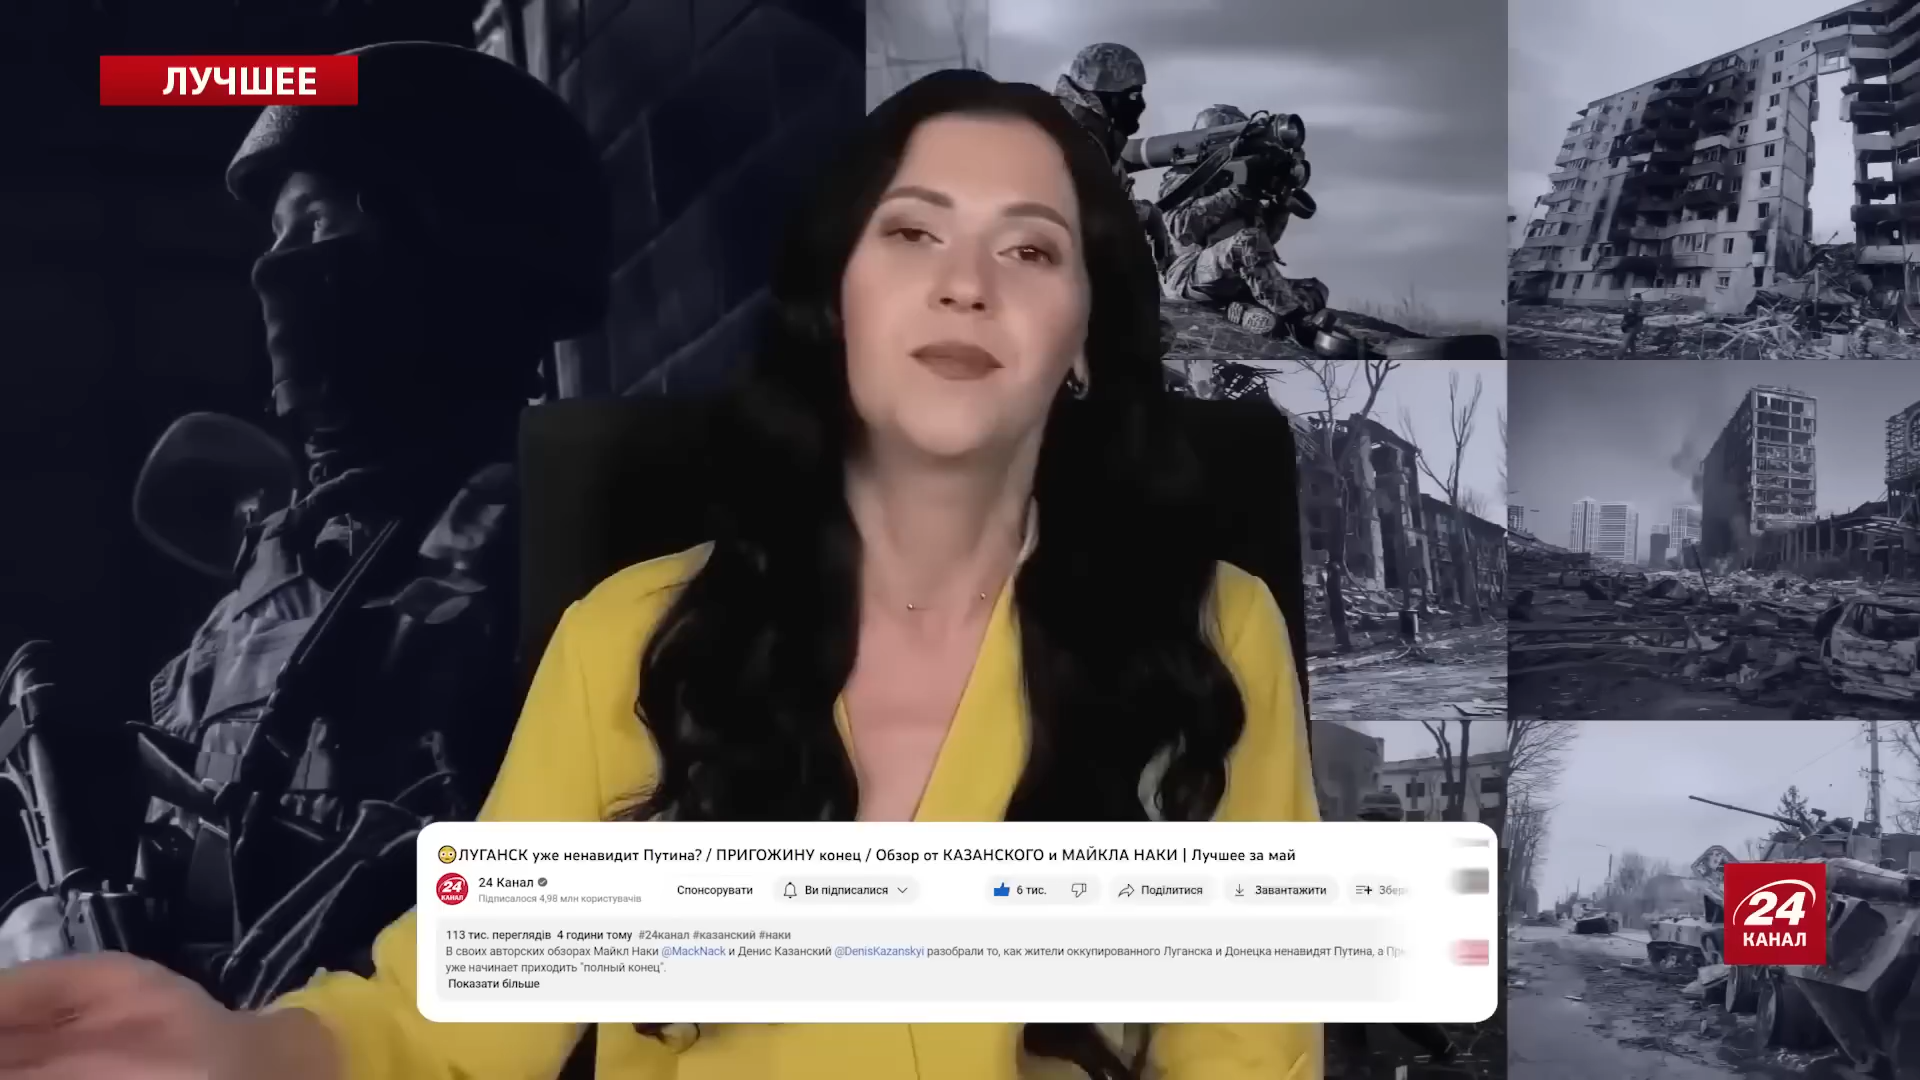 ЛУЧШЕЕ
😳ЛУГАНСК уже ненавидит Путина? / ПРИГОЖИНУ конец / Обзор от КАЗАНСКОГО и МАЙКЛА НАКИ | Лучшее за май
24 Канал
Підписалося 4,98 млн користувачів
Спонсорувати
Ви підписалися
6 тис.
Поділитися
Завантажити
24
КАНАЛ
113 тис. переглядів 4 години тому #24канал #казанский #наки
В своих авторских обзорах Майкл Наки @MackNack и Денис Казанский @DenisKazanskyi разобрали то, как жители оккупированного Луганска и Донецка ненавидят Путина, а
уже начинает приходить "полный конец".
Показати більше
24
КАНАЛ